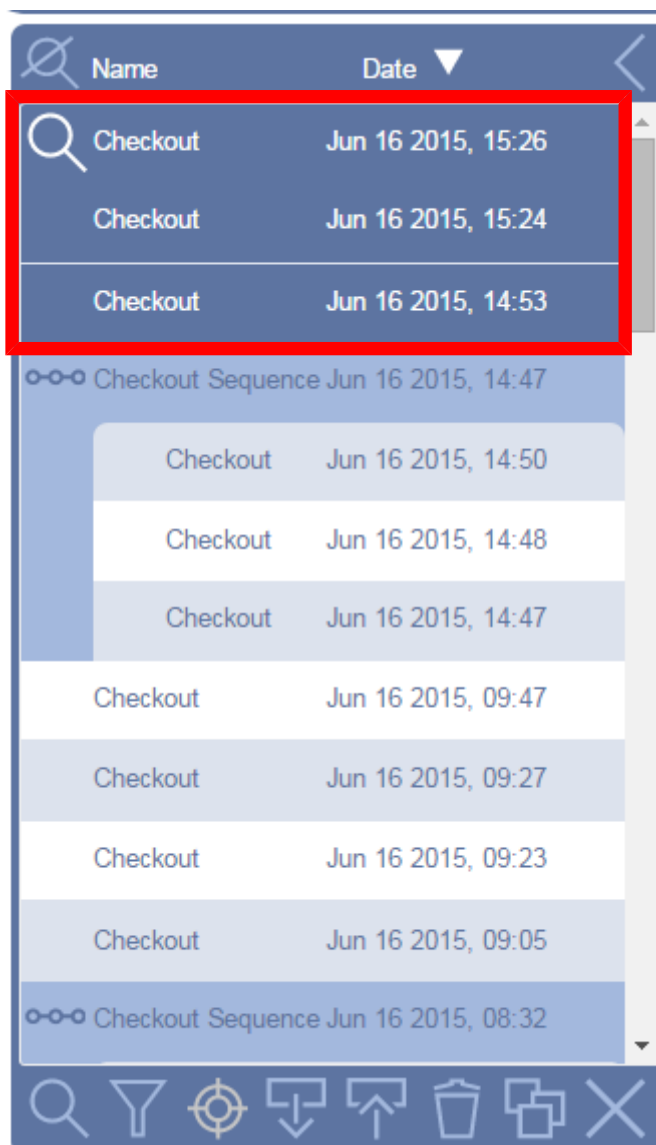 Name Date
Checkout Jun 16 2015, 15:26
Checkout Jun 16 2015, 15:24
Checkout Jun 16 2015, 14:53
Checkout Sequence Jun 16 2015, 14:47
Checkout Jun 16 2015, 14:50
Checkout Jun 16 2015, 14:48
Checkout Jun 16 2015, 14:47
Checkout Jun 16 2015, 09:47
Checkout Jun 16 2015, 09:27
Checkout Jun 16 2015, 09:23
Checkout Jun 16 2015, 09:05
Checkout Sequence Jun 16 2015, 08:32